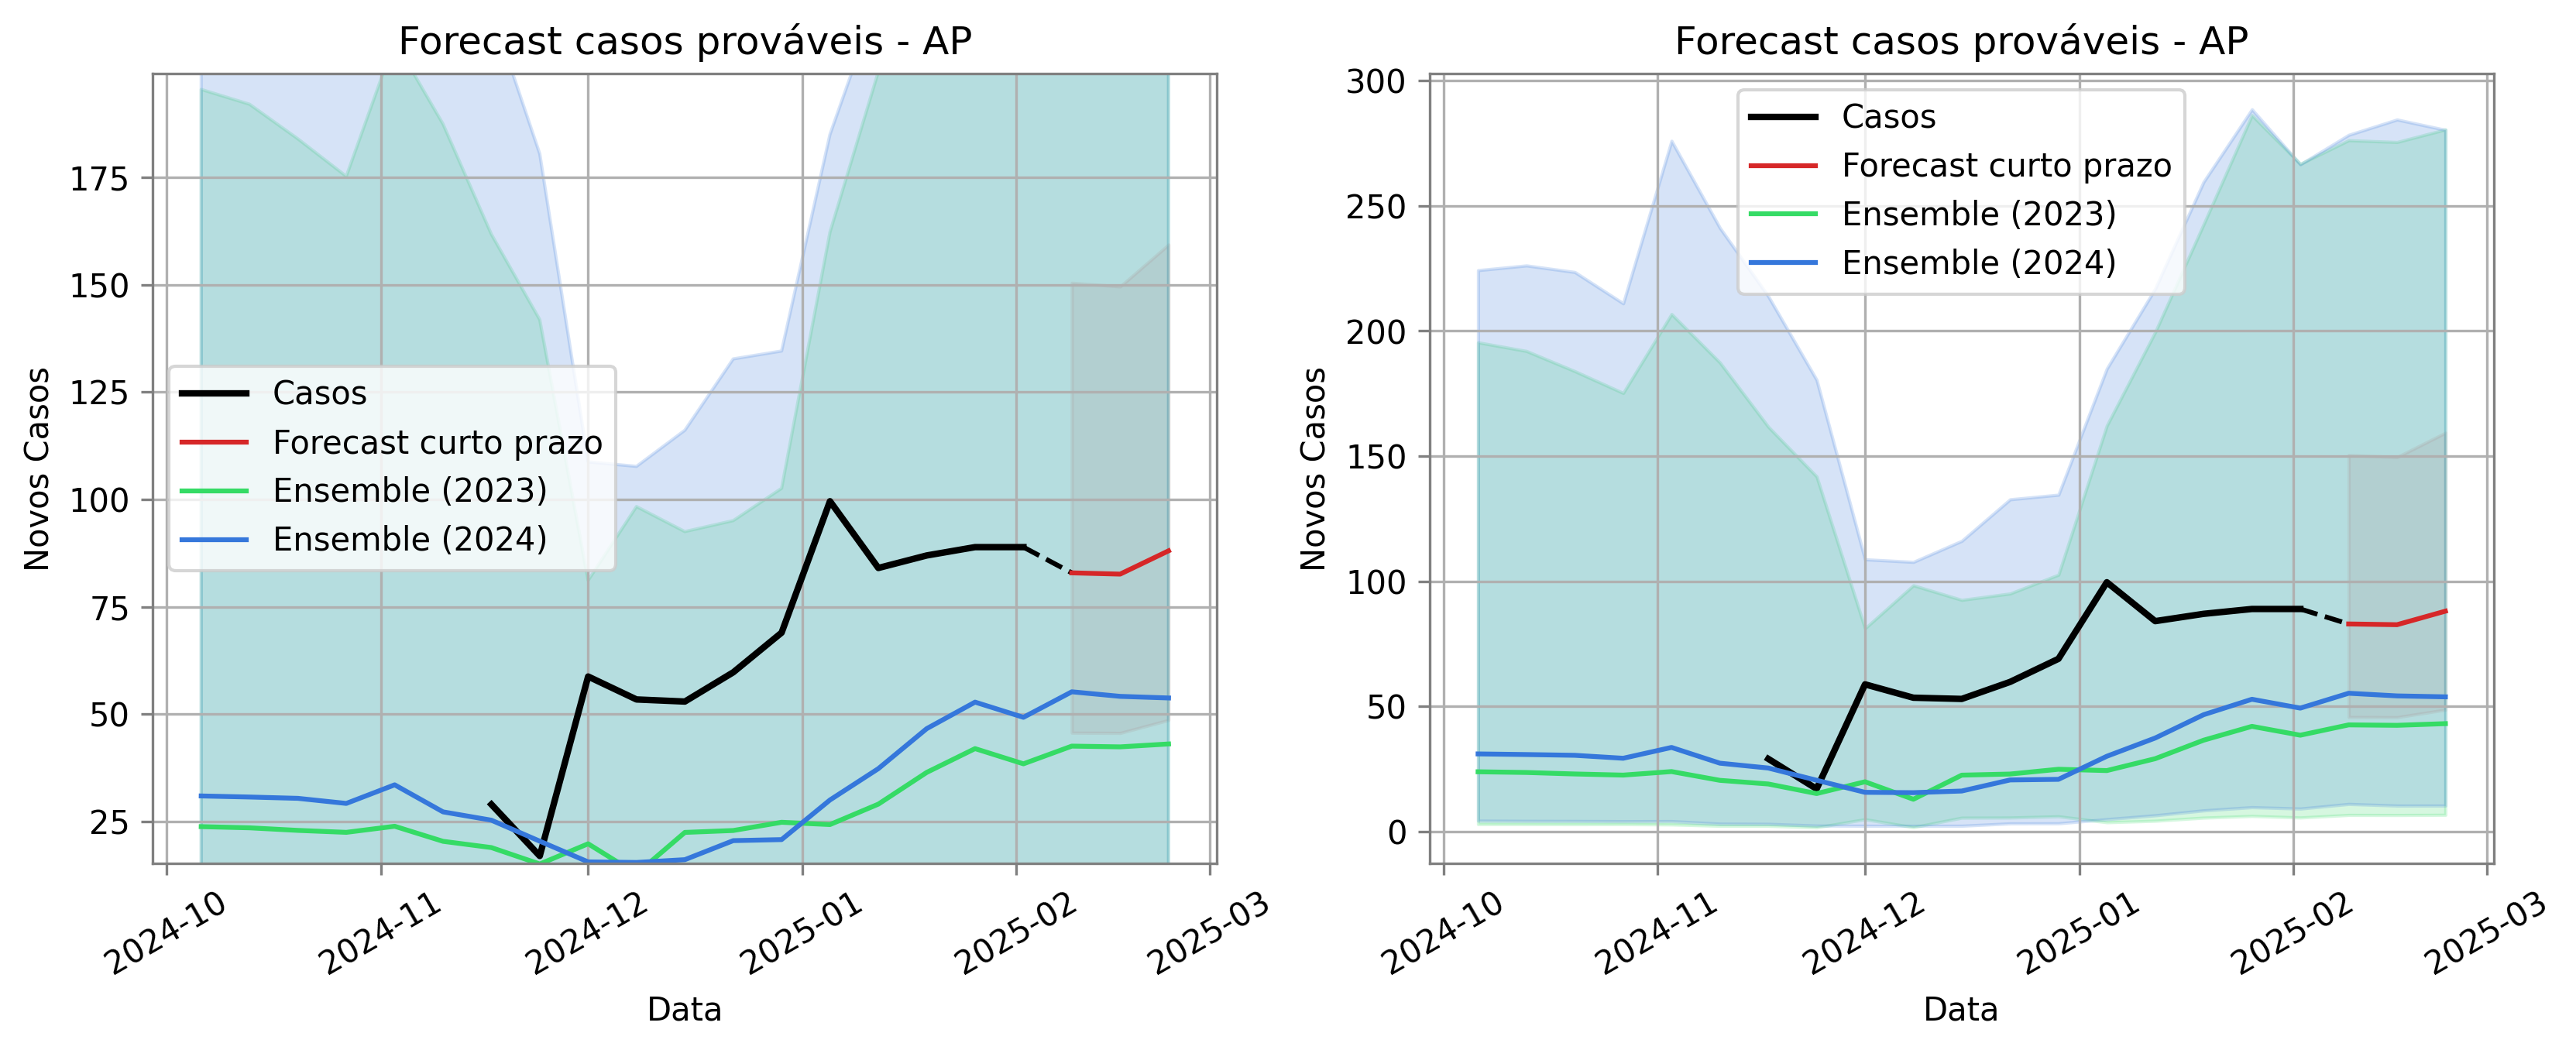 Forecast casos prováveis - AP
Novos Casos
175
150
125
100
75
50
25
Casos
Forecast curto prazo
Ensemble (2023)
Ensemble (2024)
2024-10
2024-11
2024-12
2025-01
2025-02
2025-03
Data
Forecast casos prováveis - AP
Novos Casos
300
250
200
150
100
50
0
Casos
Forecast curto prazo
Ensemble (2023)
Ensemble (2024)
2024-10
2024-11
2024-12
2025-01
2025-02
2025-03
Data